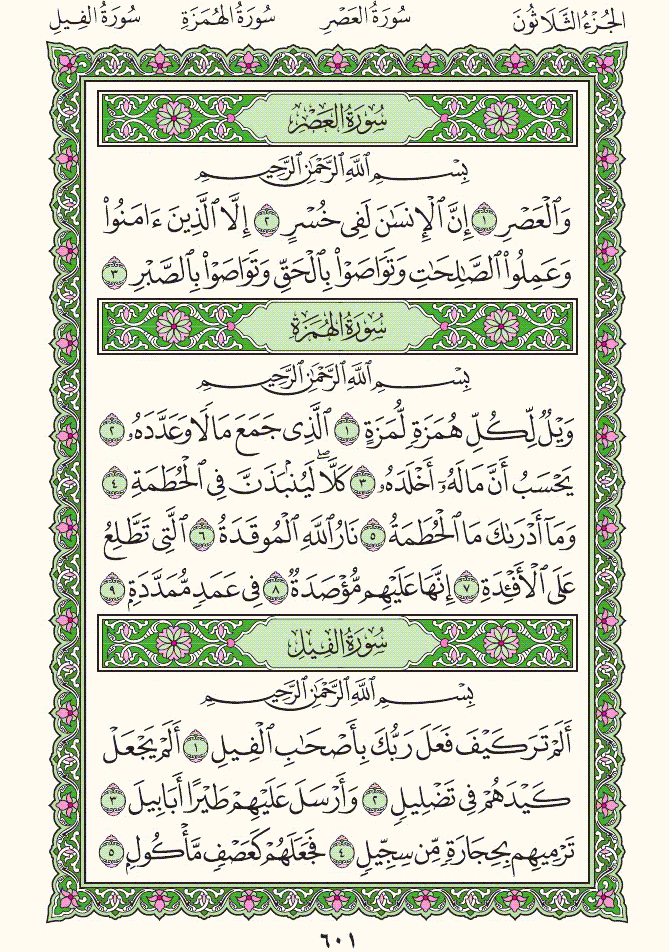 الجُزْءُ الثَّلَاثُونَ سُورَةُ العَصْرِ سُورَةُ الهُمَزَةِ سُورَةُ الفِيلِ
سُورَةُ العَصْرِ
بِسْمِ ٱللَّهِ ٱلرَّحْمَٰنِ ٱلرَّحِيمِ
وَٱلْعَصْرِ ١ إِنَّ ٱلْإِنسَٰنَ لَفِى خُسْرٍ ٢ إِلَّا ٱلَّذِينَ ءَامَنُوا۟
وَعَمِلُوا۟ ٱلصَّٰلِحَٰتِ وَتَوَاصَوْا۟ بِٱلْحَقِّ وَتَوَاصَوْا۟ بِٱلصَّبْرِ ٣
سُورَةُ الهُمَزَةِ
بِسْمِ ٱللَّهِ ٱلرَّحْمَٰنِ ٱلرَّحِيمِ
وَيْلٌ لِّكُلِّ هُمَزَةٍ لُّمَزَةٍ ١ ٱلَّذِى جَمَعَ مَالًا وَعَدَّدَهُۥ ٢
يَحْسَبُ أَنَّ مَالَهُۥٓ أَخْلَدَهُۥ ٣ كَلَّا ۖ لَيُنۢبَذَنَّ فِى ٱلْحُطَمَةِ ٤
وَمَآ أَدْرَىٰكَ مَا ٱلْحُطَمَةُ ٥ نَارُ ٱللَّهِ ٱلْمُوقَدَةُ ٦ ٱلَّتِى تَطَّلِعُ
عَلَى ٱلْأَفْـِٔدَةِ ٧ إِنَّهَا عَلَيْهِم مُّؤْصَدَةٌ ٨ فِى عَمَدٍ مُّمَدَّدَةٍۭ ٩
سُورَةُ الفِيلِ
بِسْمِ ٱللَّهِ ٱلرَّحْمَٰنِ ٱلرَّحِيمِ
أَلَمْ تَرَ كَيْفَ فَعَلَ رَبُّكَ بِأَصْحَٰبِ ٱلْفِيلِ ١ أَلَمْ يَجْعَلْ
كَيْدَهُمْ فِى تَضْلِيلٍ ٢ وَأَرْسَلَ عَلَيْهِمْ طَيْرًا أَبَابِيلَ ٣
تَرْمِيهِم بِحِجَارَةٍ مِّن سِجِّيلٍ ٤ فَجَعَلَهُمْ كَعَصْفٍ مَّأْكُولٍۭ ٥
٦٠١